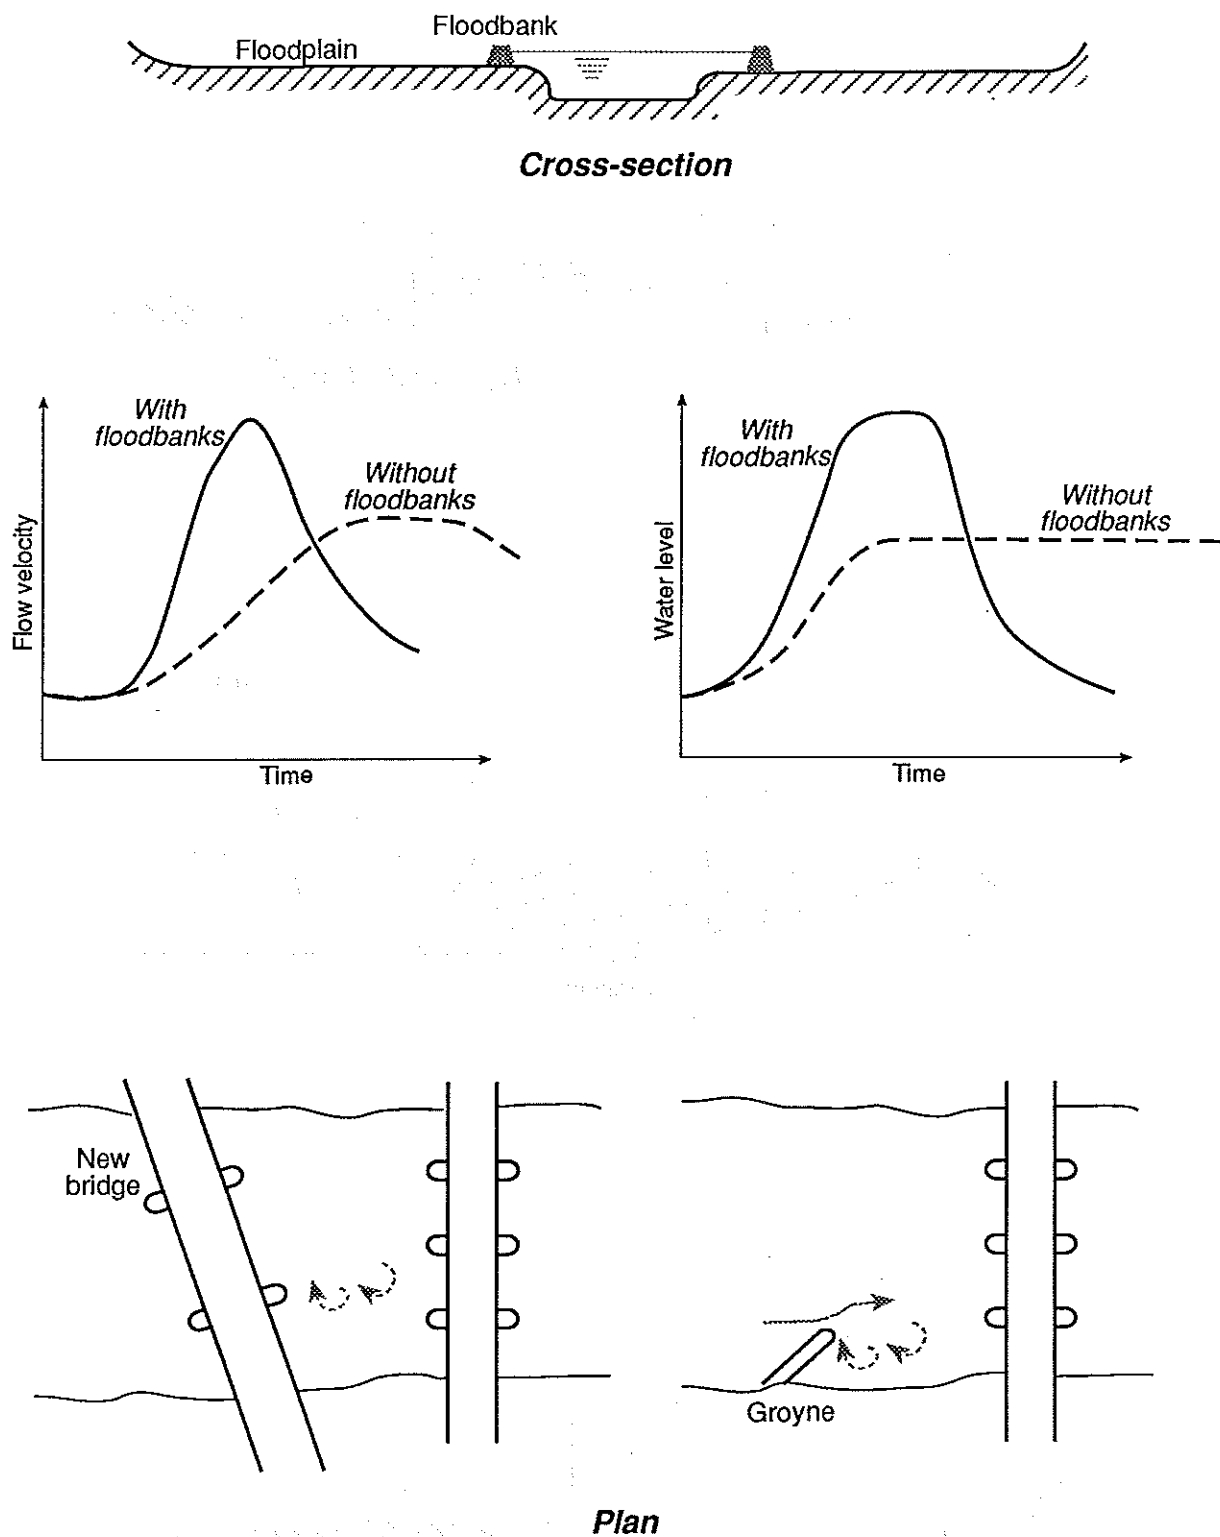 Floodbank
Floodplain
Cross-section
With
floodbanks
Without
floodbanks
Flow velocity
Time
With
floodbanks
Without
floodbanks
Water level
Time
New
bridge
Groyne
Plan